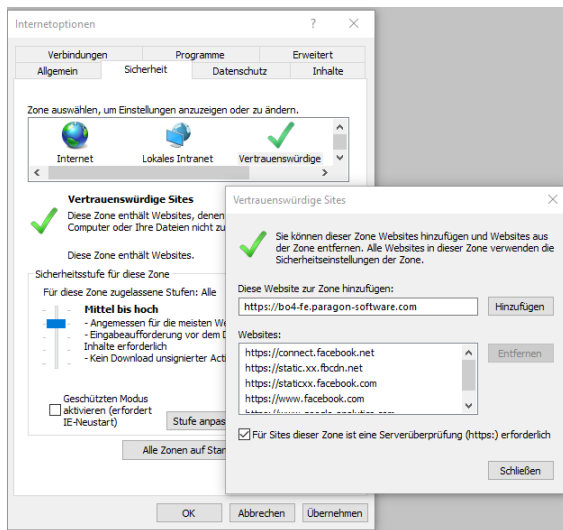 Internetoptionen
Verbindungen Programme Erweitert
Allgemein Sicherheit Datenschutz Inhalte
Zone auswählen, um Einstellungen anzuzeigen oder zu ändern.
Internet Lokales Intranet Vertrauenswürdige
Vertrauenswürdige Sites
Diese Zone enthält Websites, denen
Computer oder Ihre Dateien nicht zu
Diese Zone enthält Websites.
Sicherheitsstufe für diese Zone
Für diese Zone zugelassene Stufen: Alle
Mittel bis hoch
- Angemessen für die meisten We
- Eingabeaufforderung vor dem D
Inhalte erforderlich
- Kein Download unsignierter Acti
Geschützten Modus
aktivieren (erfordert
IE-Neustart)
Stufe anpas
Alle Zonen auf Stan
OK Abbrechen Übernehmen
Vertrauenswürdige Sites
Sie können dieser Zone Websites hinzufügen und Websites aus
der Zone entfernen. Alle Websites in dieser Zone verwenden die
Sicherheitseinstellungen der Zone.
Diese Website zur Zone hinzufügen:
https://bo4-fe.paragon-software.com Hinzufügen
Websites:
https://connect.facebook.net Entfernen
https://static.xx.fbcdn.net
https://staticxx.facebook.com
https://www.facebook.com
https://www.google-analytics.com
Für Sites dieser Zone ist eine Serverüberprüfung (https:) erforderlich
Schließen